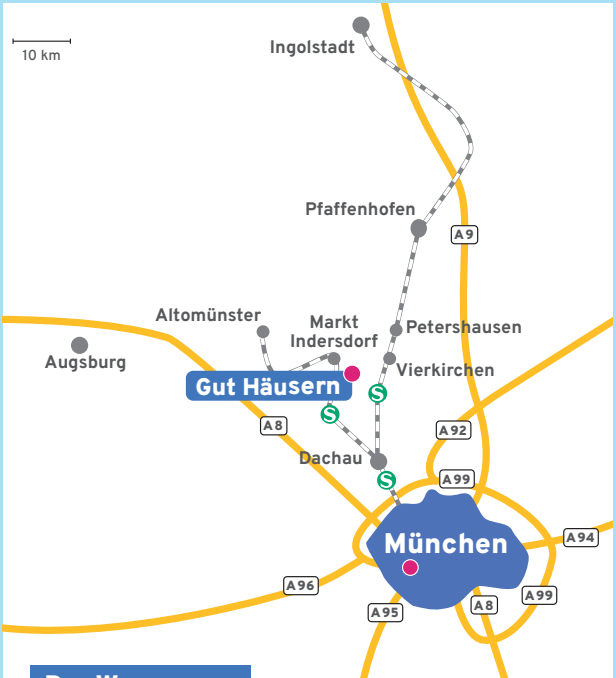 Ingolstadt
10 km
Pfaffenhofen
A9
Altomünster
Markt
Indersdorf
Petershausen
Augsburg
Vierkirchen
Gut Häusern
S
S
A8
A92
Dachau
S
A99
München
A94
A96
A99
A95
A8